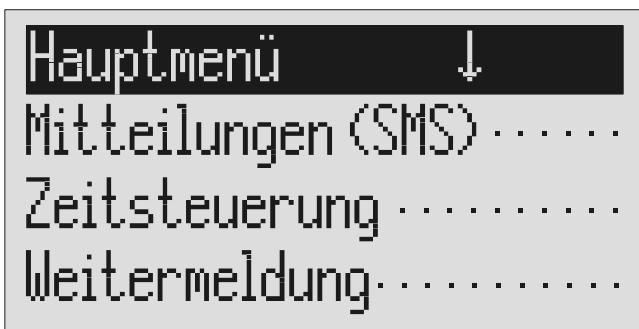 Hauptmenü ↓
Mitteilungen (SMS) ······
Zeitsteuerung ··········
Weitermeldung ···········